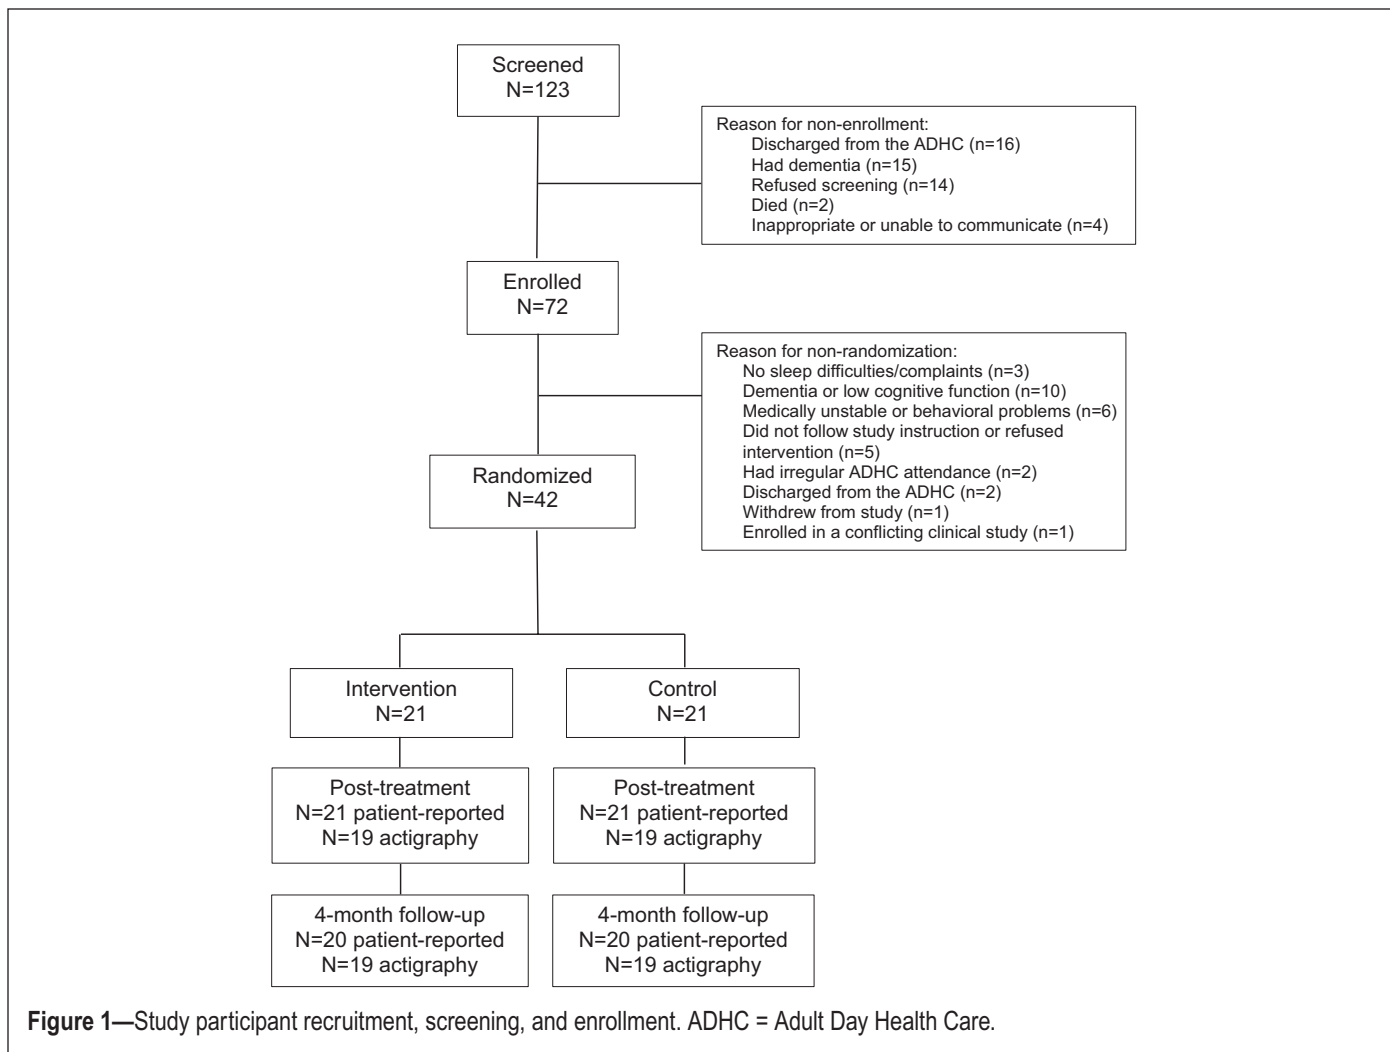 Screened
N=123
Reason for non-enrollment:
Discharged from the ADHC (n=16)
Had dementia (n=15)
Refused screening (n=14)
Died (n=2)
Inappropriate or unable to communicate (n=4)
Enrolled
N=72
Reason for non-randomization:
No sleep difficulties/complaints (n=3)
Dementia or low cognitive function (n=10)
Medically unstable or behavioral problems (n=6)
Did not follow study instruction or refused
intervention (n=5)
Had irregular ADHC attendance (n=2)
Discharged from the ADHC (n=2)
Withdrew from study (n=1)
Enrolled in a conflicting clinical study (n=1)
Randomized
N=42
Intervention
N=21
Control
N=21
Post-treatment
N=21 patient-reported
N=19 actigraphy
Post-treatment
N=21 patient-reported
N=19 actigraphy
4-month follow-up
N=20 patient-reported
N=19 actigraphy
4-month follow-up
N=20 patient-reported
N=19 actigraphy
Figure 1—Study participant recruitment, screening, and enrollment. ADHC = Adult Day Health Care.